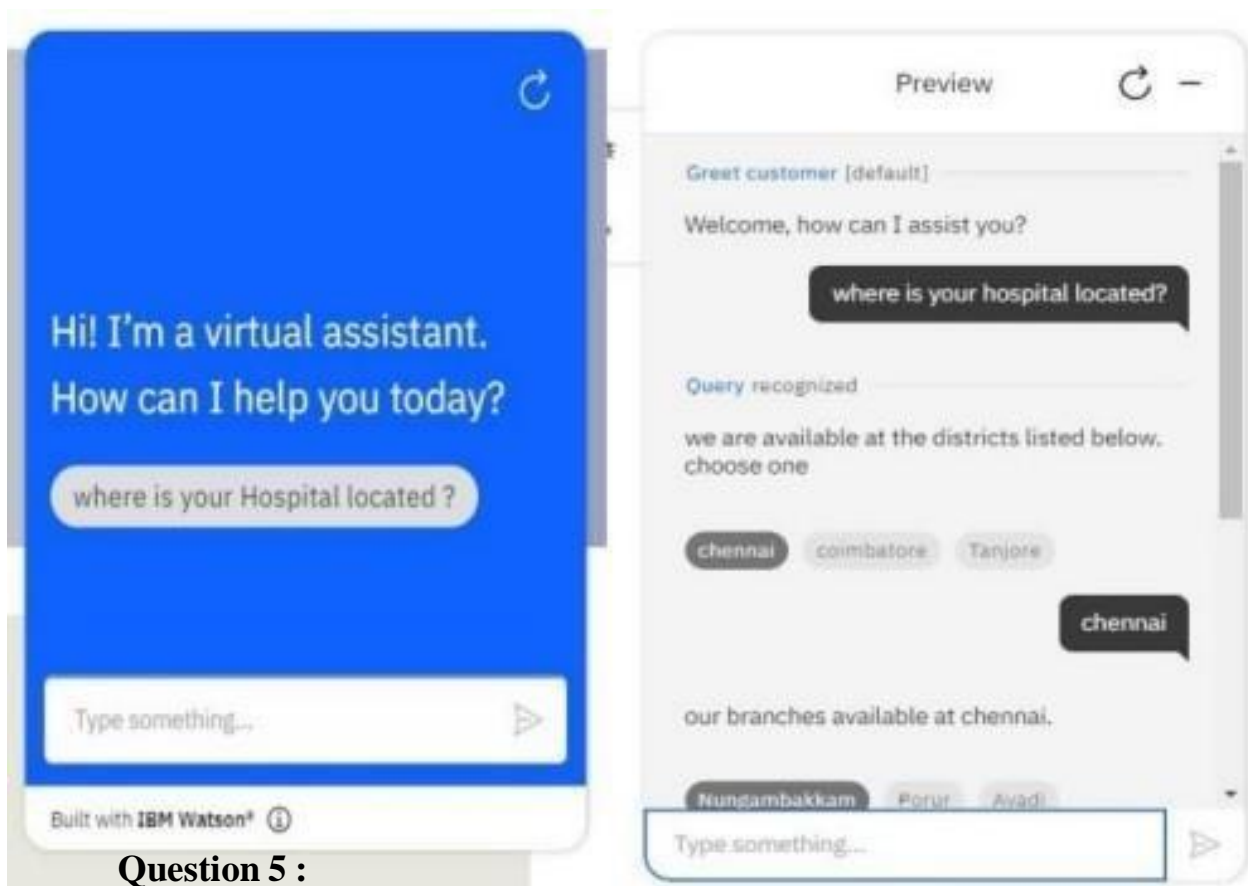 Hi! I'm a virtual assistant.
How can I help you today?
where is your Hospital located ?
Type something...
Built with IBM Watson®
Question 5 :
Preview
Greet customer [default]
Welcome, how can I assist you?
where is your hospital located?
Query recognized
we are available at the districts listed below.
choose one
chennai coimbatore Tanjore
chennai
our branches available at chennai.
Nungambakkam Porur Avadi
Type something...